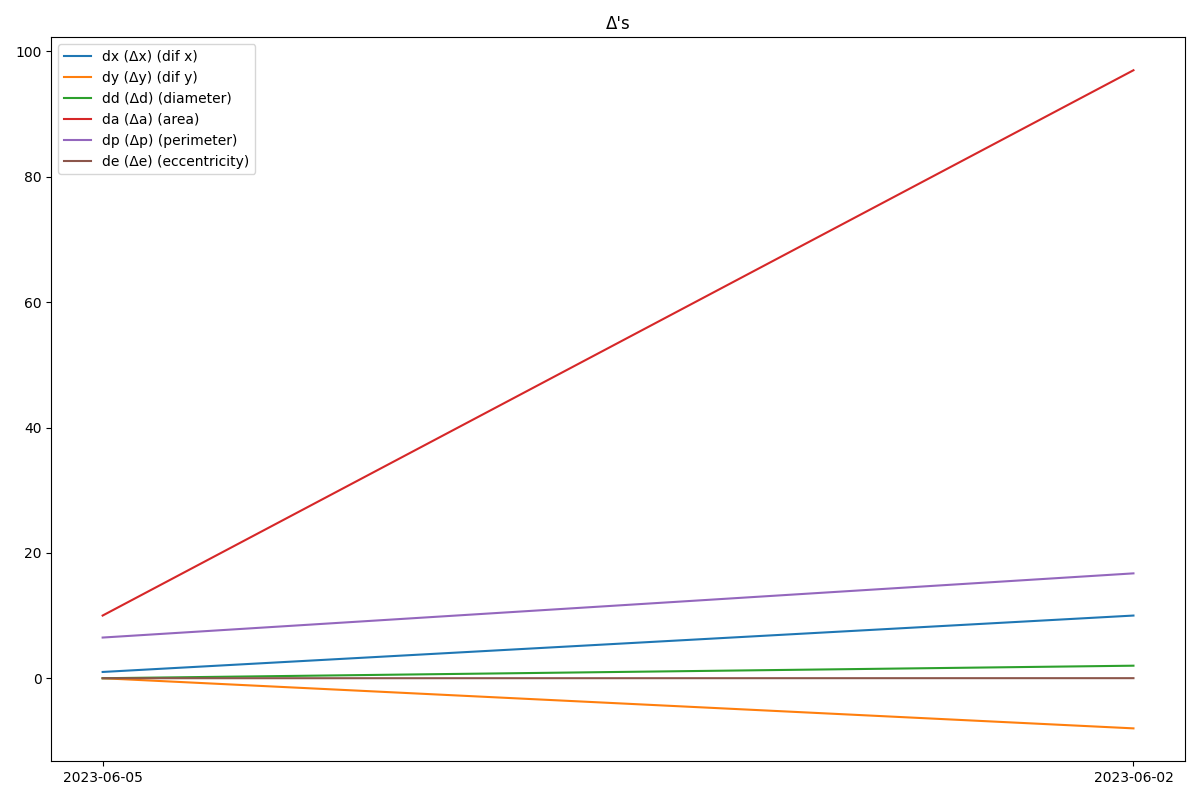 Δ's
100
80
60
40
20
0
dx (Δx) (dif x)
dy (Δy) (dif y)
dd (Δd) (diameter)
da (Δa) (area)
dp (Δp) (perimeter)
de (Δe) (eccentricity)
2023-06-05
2023-06-02